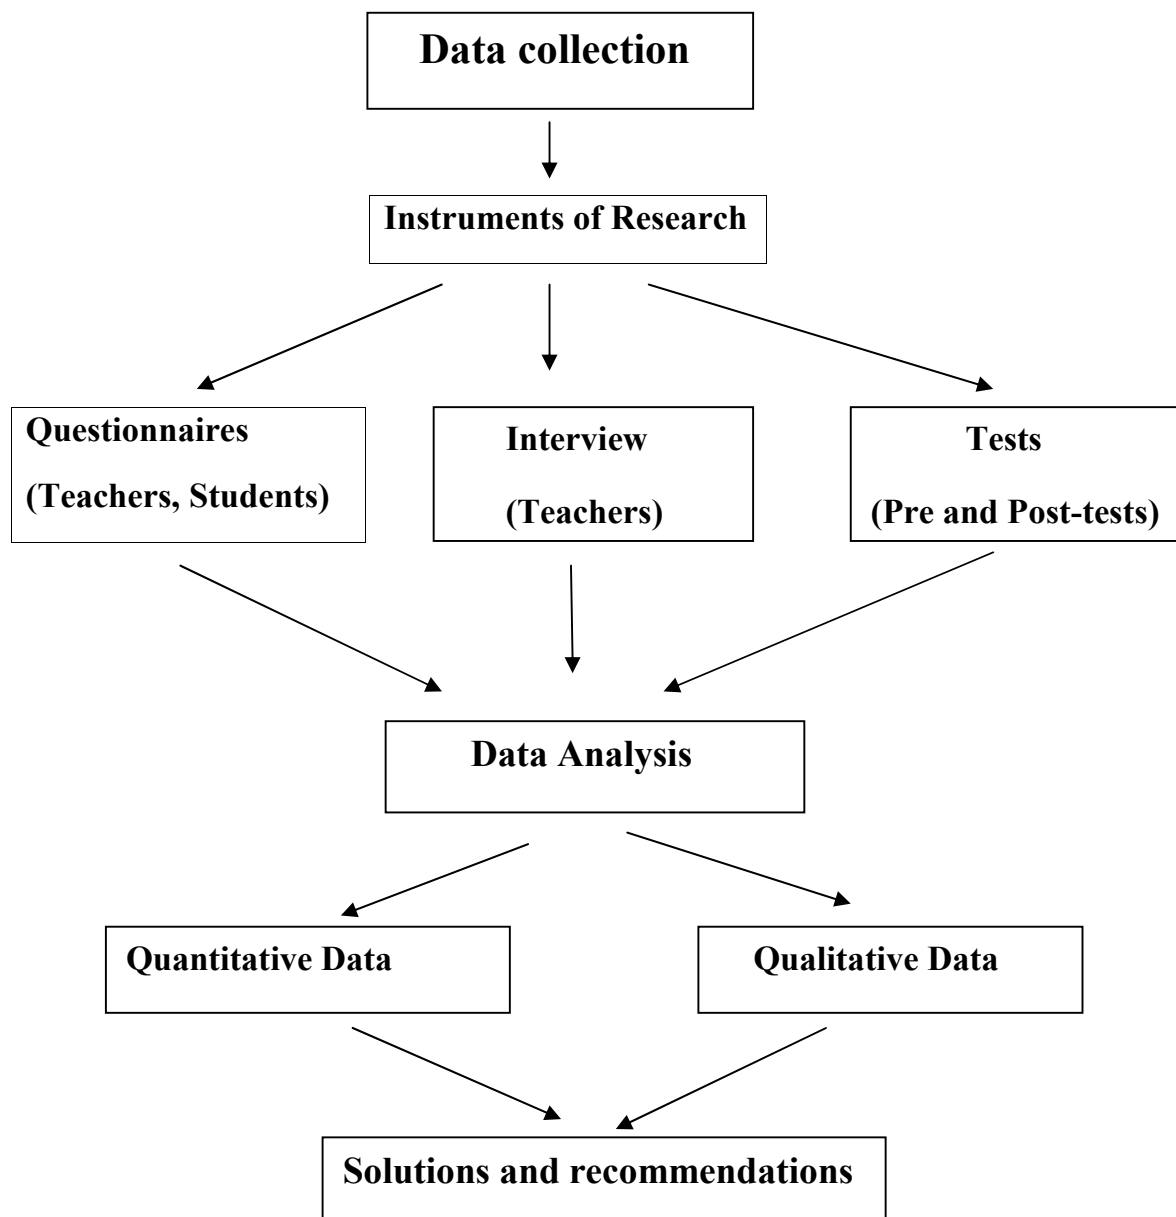 Data collection
Instruments of Research
Questionnaires
(Teachers, Students)
Interview
(Teachers)
Tests
(Pre and Post-tests)
Data Analysis
Quantitative Data
Qualitative Data
Solutions and recommendations